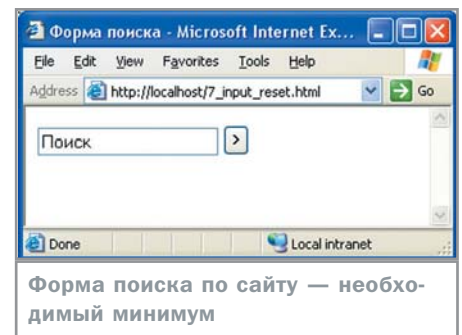 Форма поиска - Microsoft Internet Ex...
File Edit View Favorites Tools Help
Address http://localhost/7_input_reset.html Go
Поиск >
Done Local intranet
Форма поиска по сайту — необхо-
димый минимум